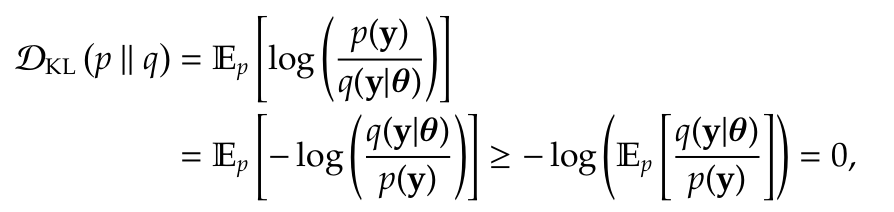 𝒟_KL (p ∥ q) = 𝔼_p [log (p(𝐲) / q(𝐲|𝜽))]
= 𝔼_p [− log (q(𝐲|𝜽) / p(𝐲))] ≥ − log (𝔼_p [q(𝐲|𝜽) / p(𝐲)]) = 0,